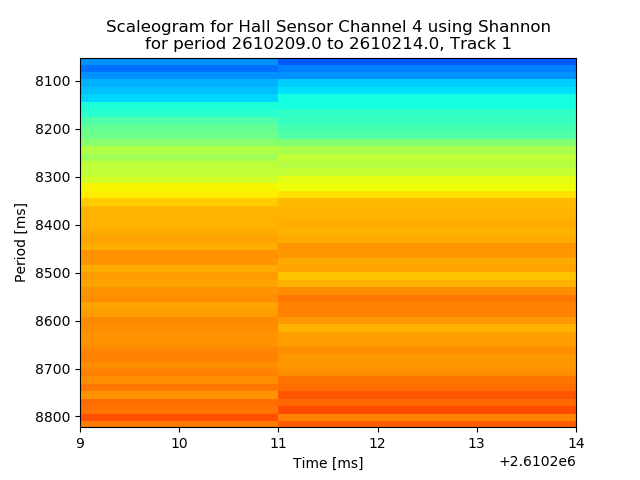 Scaleogram for Hall Sensor Channel 4 using Shannon
for period 2610209.0 to 2610214.0, Track 1
8100
8200
8300
8400
8500
8600
8700
8800
Period [ms]
9 10 11 12 13 14
Time [ms]
+2.6102e6